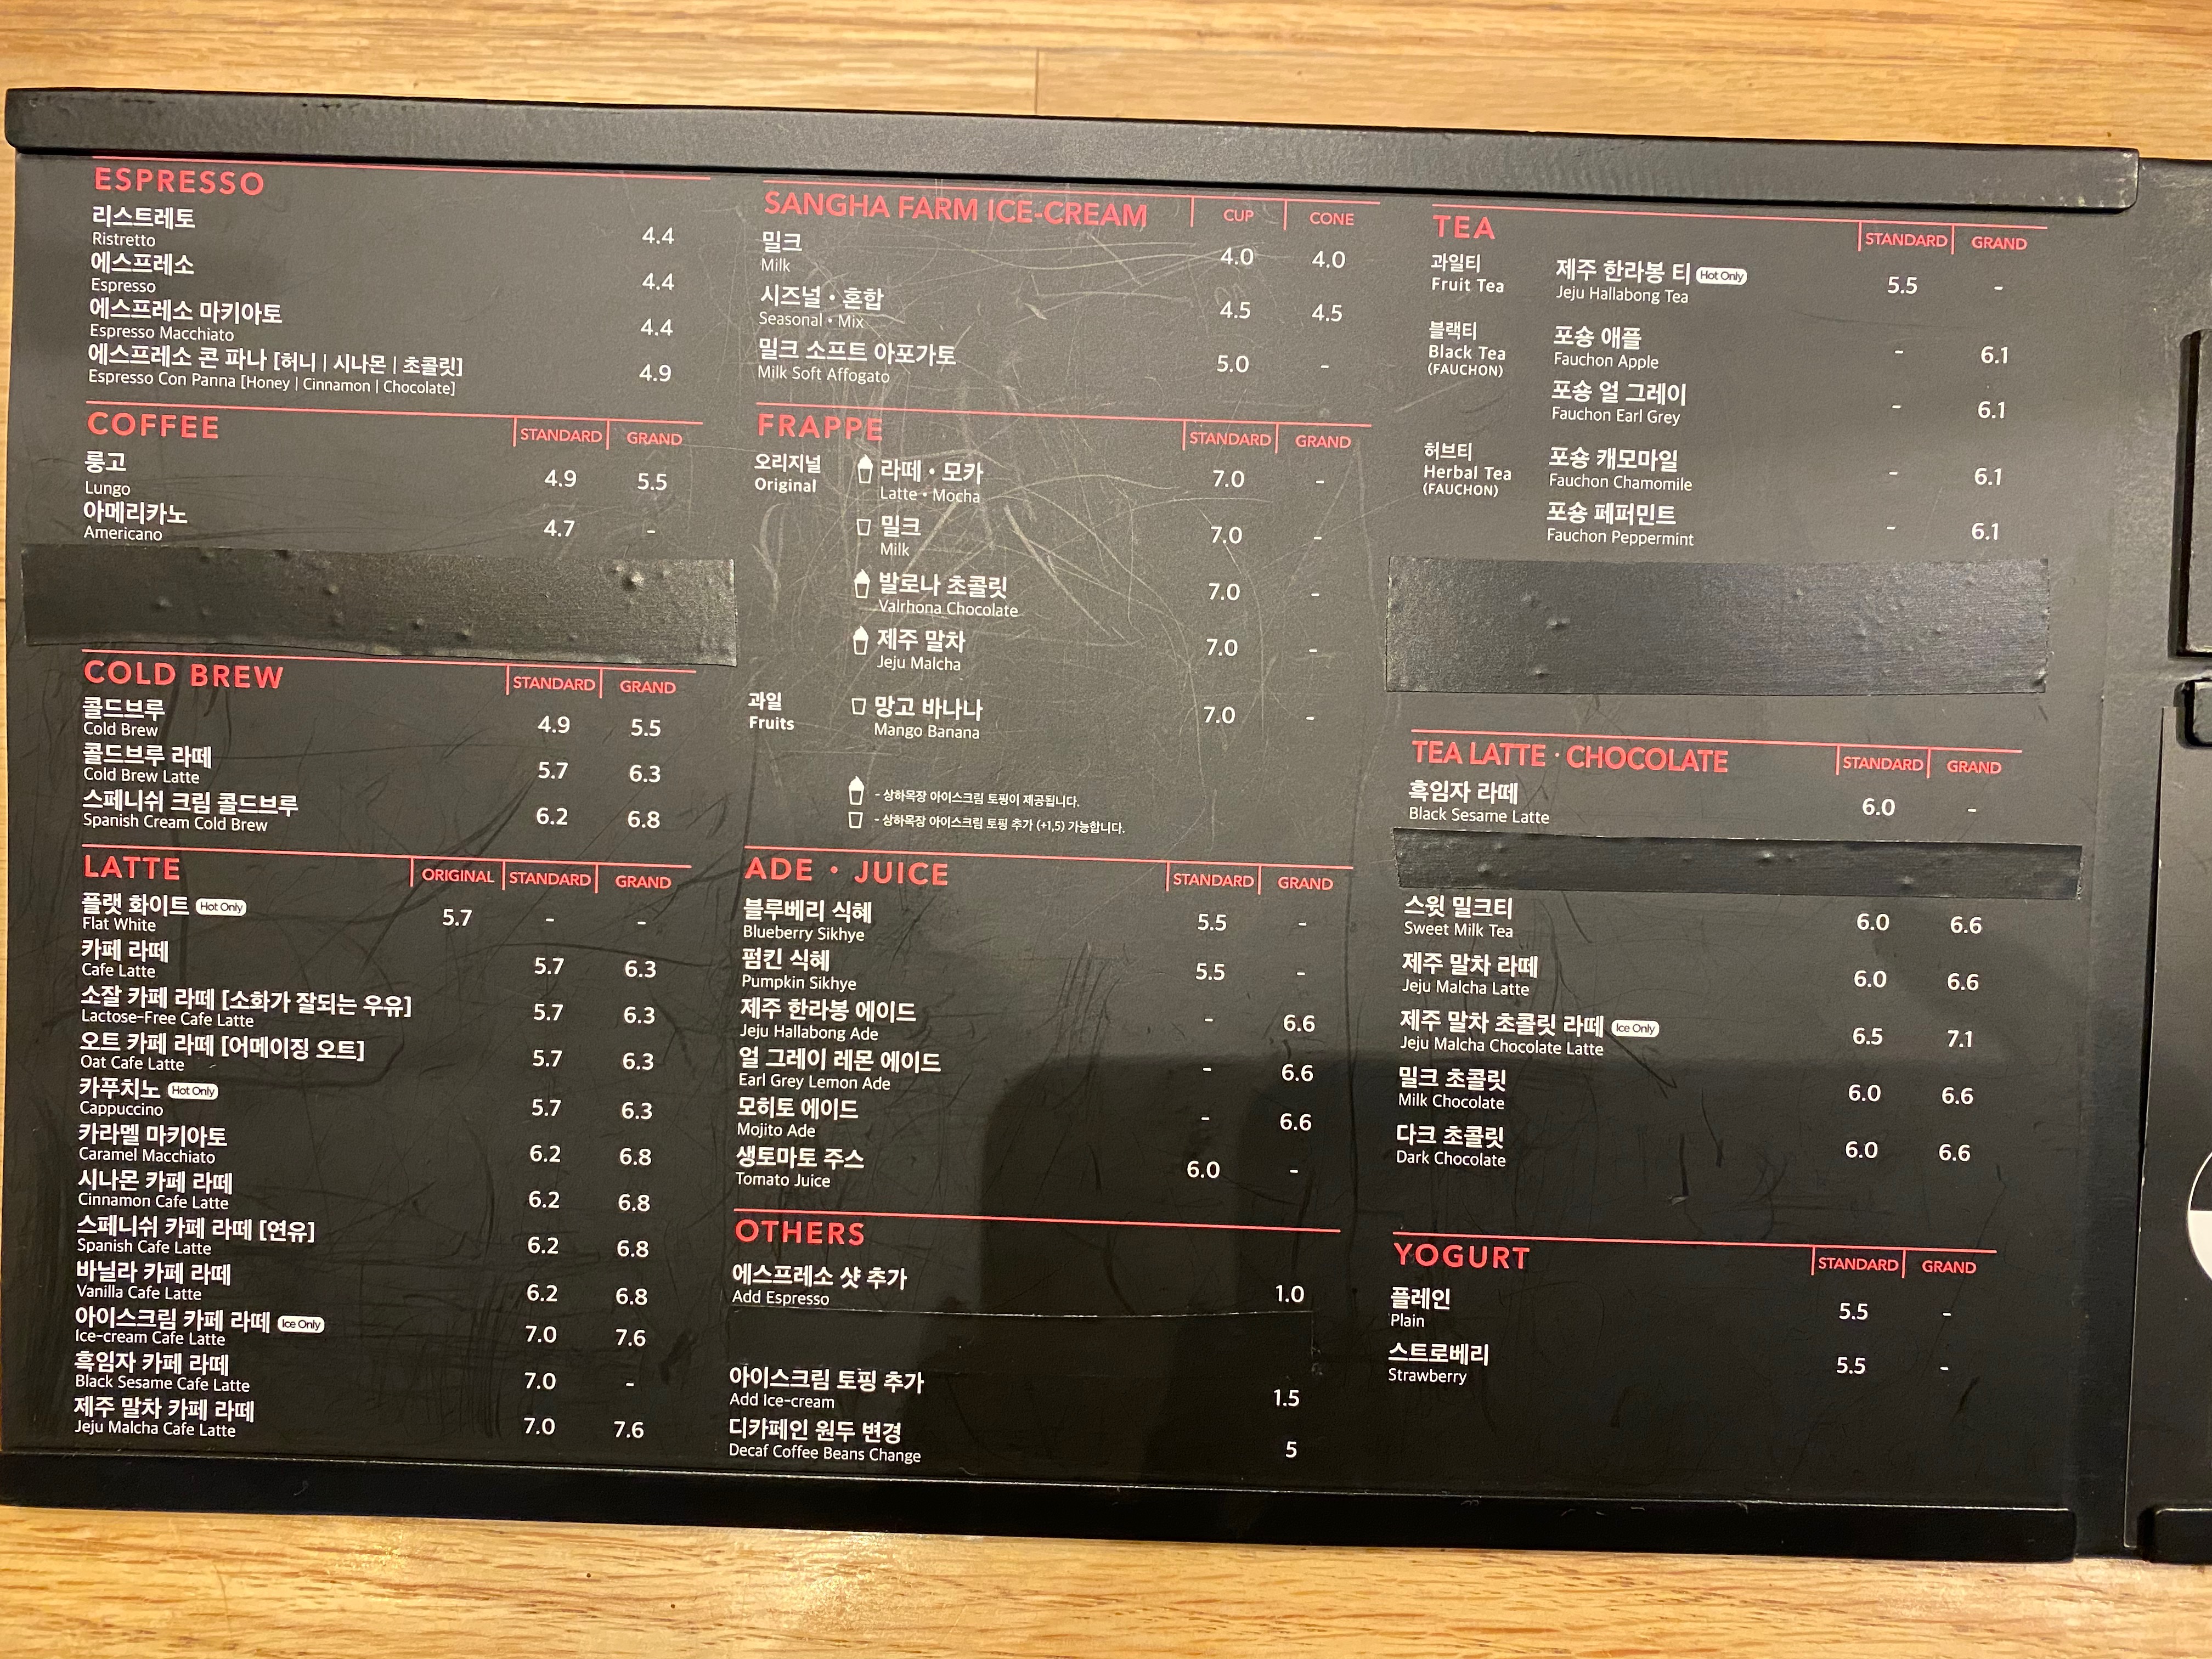 ESPRESSO
리스트레토
Ristretto
4.4
에스프레소
Espresso
4.4
에스프레소 마키아토
Espresso Macchiato
4.4
에스프레소 콘 파나 [허니 | 시나몬 | 초콜릿]
Espresso Con Panna [Honey | Cinnamon | Chocolate]
4.9
COFFEE STANDARD GRAND
룽고
Lungo
4.9 5.5
아메리카노
Americano
4.7 -
COLD BREW STANDARD GRAND
콜드브루
Cold Brew
4.9 5.5
콜드브루 라떼
Cold Brew Latte
5.7 6.3
스페니쉬 크림 콜드브루
Spanish Cream Cold Brew
6.2 6.8
LATTE ORIGINAL STANDARD GRAND
플랫 화이트 Hot Only
Flat White
5.7 - -
카페 라떼
Cafe Latte
5.7 6.3
소잘 카페 라떼 [소화가 잘되는 우유]
Lactose-Free Cafe Latte
5.7 6.3
오트 카페 라떼 [어메이징 오트]
Oat Cafe Latte
5.7 6.3
카푸치노 Hot Only
Cappuccino
5.7 6.3
카라멜 마키아토
Caramel Macchiato
6.2 6.8
시나몬 카페 라떼
Cinnamon Cafe Latte
6.2 6.8
스페니쉬 카페 라떼 [연유]
Spanish Cafe Latte
6.2 6.8
바닐라 카페 라떼
Vanilla Cafe Latte
6.2 6.8
아이스크림 카페 라떼 Ice Only
Ice-cream Cafe Latte
7.0 7.6
흑임자 카페 라떼
Black Sesame Cafe Latte
7.0 -
제주 말차 카페 라떼
Jeju Malcha Cafe Latte
7.0 7.6
SANGHA FARM ICE-CREAM CUP CONE
밀크
Milk
4.0 4.0
시즈널 • 혼합
Seasonal • Mix
4.5 4.5
밀크 소프트 아포가토
Milk Soft Affogato
5.0 -
FRAPPE STANDARD GRAND
오리지널
Original
라떼 • 모카
Latte • Mocha
7.0 -
밀크
Milk
7.0 -
발로나 초콜릿
Valrhona Chocolate
7.0 -
제주 말차
Jeju Malcha
7.0 -
과일
Fruits
망고 바나나
Mango Banana
7.0 -
- 상하목장 아이스크림 토핑이 제공됩니다.
- 상하목장 아이스크림 토핑 추가 (+1,5) 가능합니다.
ADE • JUICE STANDARD GRAND
블루베리 식혜
Blueberry Sikhye
5.5 -
펌킨 식혜
Pumpkin Sikhye
5.5 -
제주 한라봉 에이드
Jeju Hallabong Ade
- 6.6
얼 그레이 레몬 에이드
Earl Grey Lemon Ade
- 6.6
모히토 에이드
Mojito Ade
- 6.6
생토마토 주스
Tomato Juice
6.0 -
OTHERS
에스프레소 샷 추가
Add Espresso
1.0
아이스크림 토핑 추가
Add Ice-cream
1.5
디카페인 원두 변경
Decaf Coffee Beans Change
5
TEA STANDARD GRAND
과일티
Fruit Tea
제주 한라봉 티 Hot Only
Jeju Hallabong Tea
5.5 -
블랙티
Black Tea
(FAUCHON)
포숑 애플
Fauchon Apple
- 6.1
포숑 얼 그레이
Fauchon Earl Grey
- 6.1
허브티
Herbal Tea
(FAUCHON)
포숑 캐모마일
Fauchon Chamomile
- 6.1
포숑 페퍼민트
Fauchon Peppermint
- 6.1
TEA LATTE · CHOCOLATE STANDARD GRAND
흑임자 라떼
Black Sesame Latte
6.0 -
스윗 밀크티
Sweet Milk Tea
6.0 6.6
제주 말차 라떼
Jeju Malcha Latte
6.0 6.6
제주 말차 초콜릿 라떼 Ice Only
Jeju Malcha Chocolate Latte
6.5 7.1
밀크 초콜릿
Milk Chocolate
6.0 6.6
다크 초콜릿
Dark Chocolate
6.0 6.6
YOGURT STANDARD GRAND
플레인
Plain
5.5 -
스트로베리
Strawberry
5.5 -